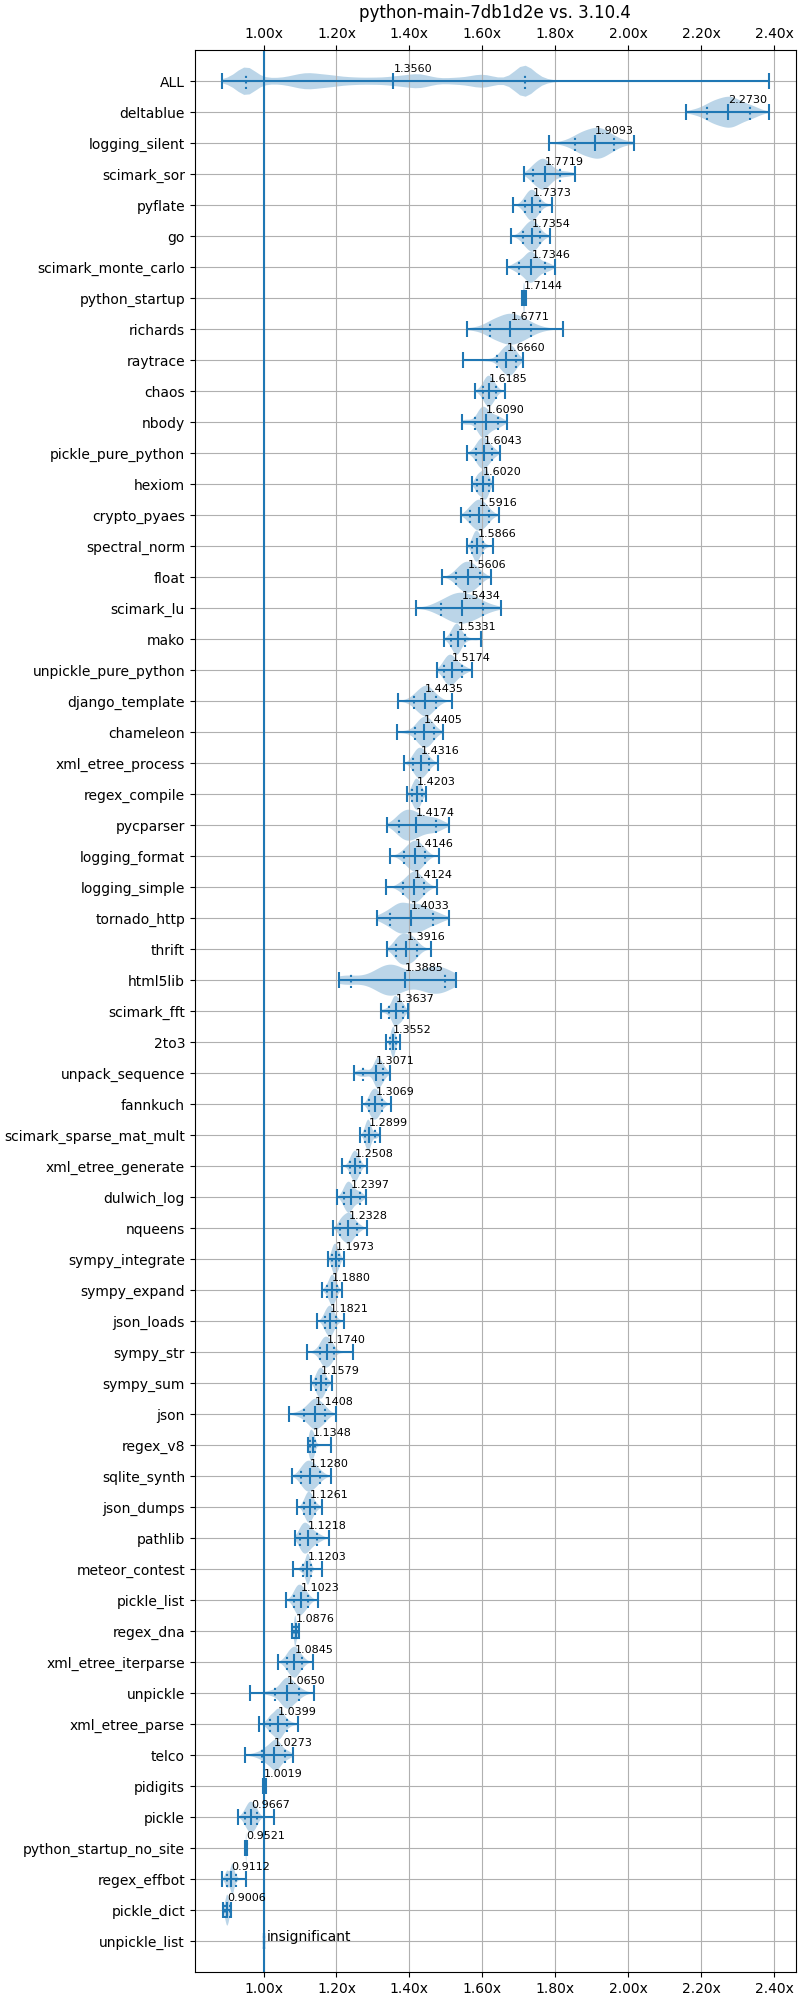 python-main-7db1d2e vs. 3.10.4
1.00x 1.20x 1.40x 1.60x 1.80x 2.00x 2.20x 2.40x
ALL 1.3560
deltablue 2.2730
logging_silent 1.9093
scimark_sor 1.7719
pyflate 1.7373
go 1.7354
scimark_monte_carlo 1.7346
python_startup 1.7144
richards 1.6771
raytrace 1.6660
chaos 1.6185
nbody 1.6090
pickle_pure_python 1.6043
hexiom 1.6020
crypto_pyaes 1.5916
spectral_norm 1.5866
float 1.5606
scimark_lu 1.5434
mako 1.5331
unpickle_pure_python 1.5174
django_template 1.4435
chameleon 1.4405
xml_etree_process 1.4316
regex_compile 1.4203
pycparser 1.4174
logging_format 1.4146
logging_simple 1.4124
tornado_http 1.4033
thrift 1.3916
html5lib 1.3885
scimark_fft 1.3637
2to3 1.3552
unpack_sequence 1.3071
fannkuch 1.3069
scimark_sparse_mat_mult 1.2899
xml_etree_generate 1.2508
dulwich_log 1.2397
nqueens 1.2328
sympy_integrate 1.1973
sympy_expand 1.1880
json_loads 1.1821
sympy_str 1.1740
sympy_sum 1.1579
json 1.1408
regex_v8 1.1348
sqlite_synth 1.1280
json_dumps 1.1261
pathlib 1.1218
meteor_contest 1.1203
pickle_list 1.1023
regex_dna 1.0876
xml_etree_iterparse 1.0845
unpickle 1.0650
xml_etree_parse 1.0399
telco 1.0273
pidigits 1.0019
pickle 0.9667
python_startup_no_site 0.9521
regex_effbot 0.9112
pickle_dict 0.9006
unpickle_list insignificant
1.00x 1.20x 1.40x 1.60x 1.80x 2.00x 2.20x 2.40x